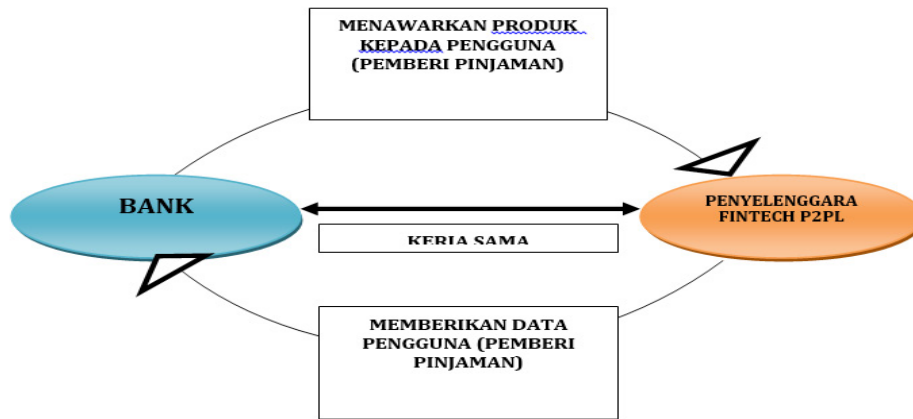 MENAWARKAN PRODUK
KEPADA PENGGUNA
(PEMBERI PINJAMAN)
BANK
PENYELENGGARA
FINTECH P2PL
KERJA SAMA
MEMBERIKAN DATA
PENGGUNA (PEMBERI
PINJAMAN)